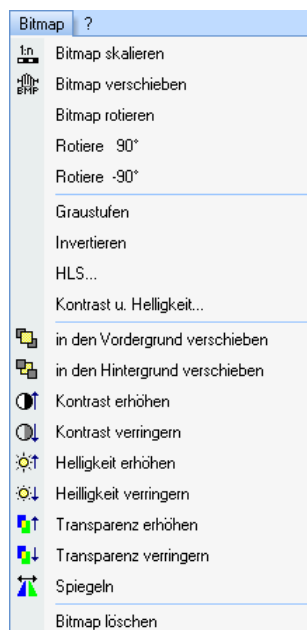 Bitmap ?
1:n Bitmap skalieren
BMP Bitmap verschieben
Bitmap rotieren
Rotiere 90°
Rotiere -90°
Graustufen
Invertieren
HLS...
Kontrast u. Helligkeit...
in den Vordergrund verschieben
in den Hintergrund verschieben
Kontrast erhöhen
Kontrast verringern
Helligkeit erhöhen
Heilligkeit verringern
Transparenz erhöhen
Transparenz verringern
Spiegeln
Bitmap löschen